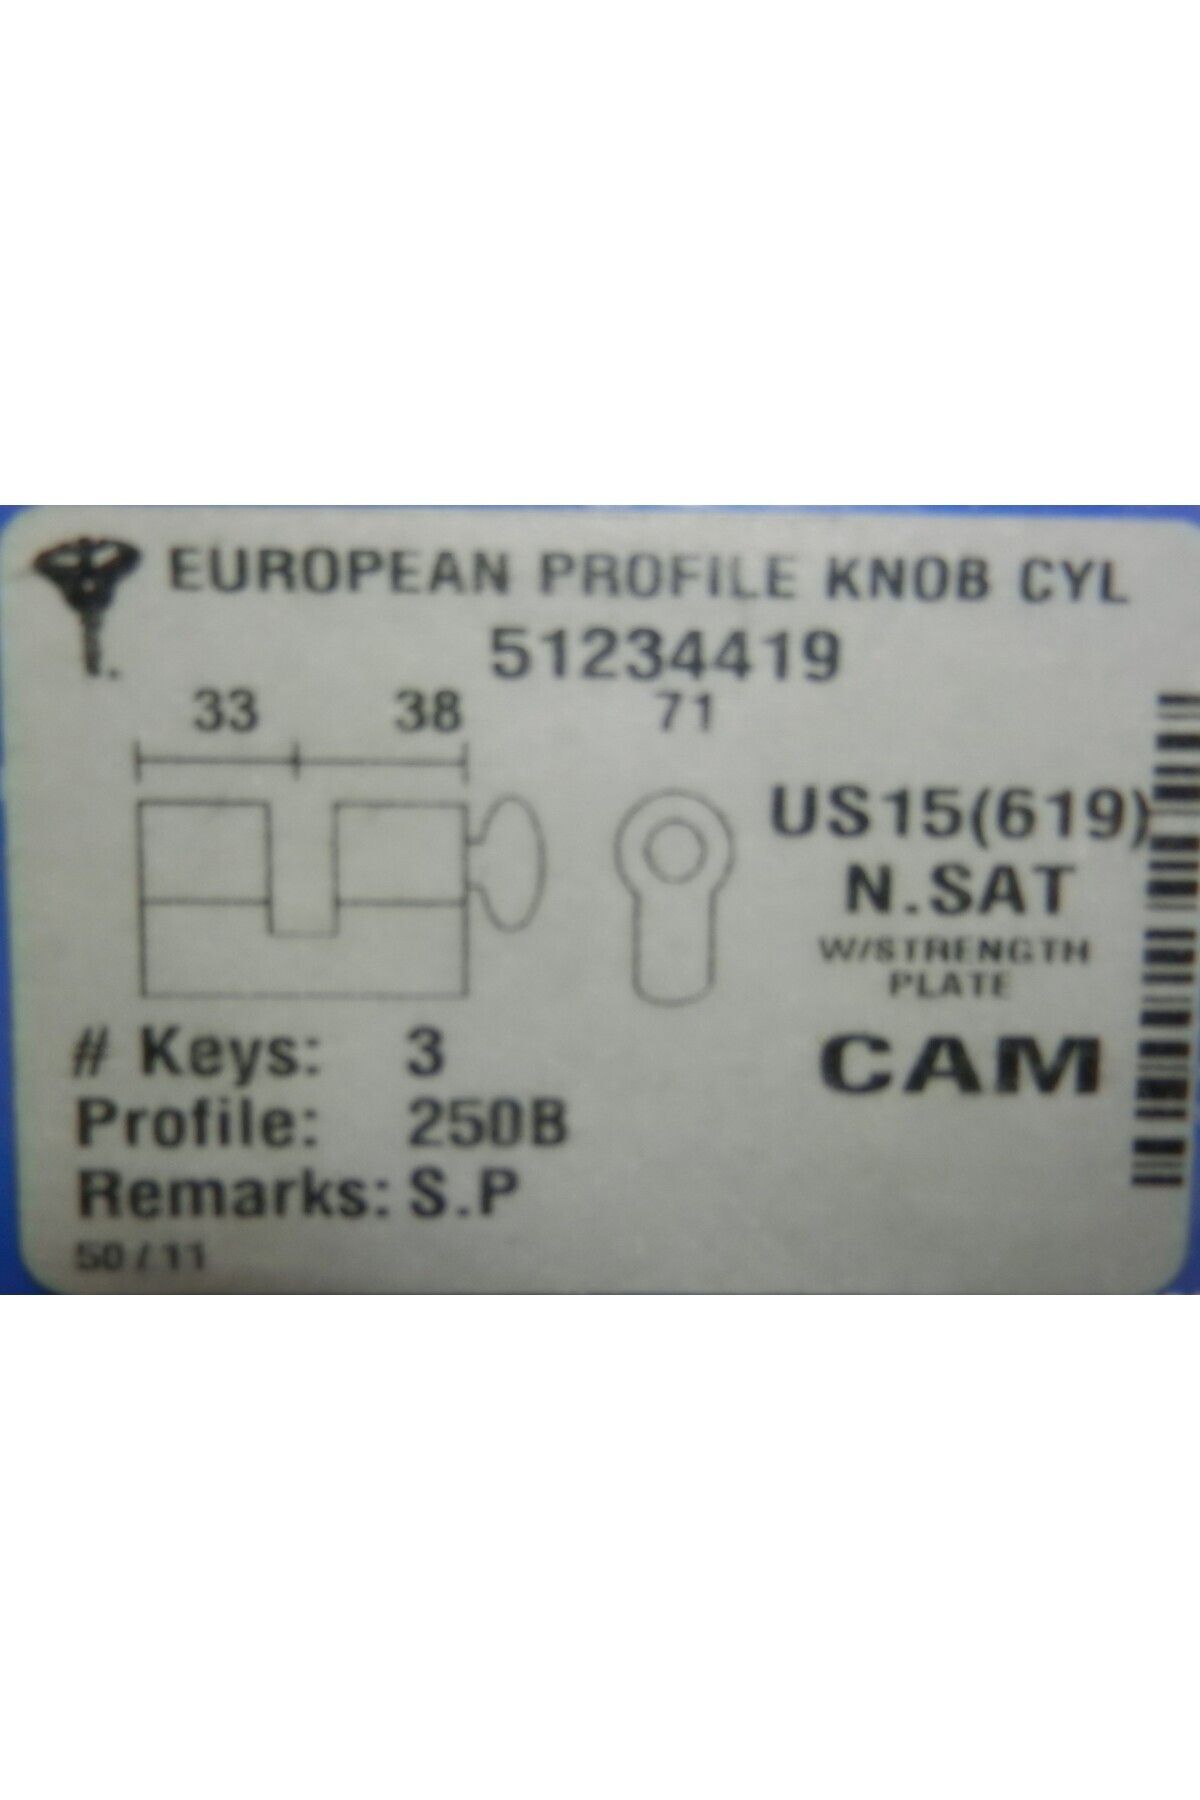 EUROPEAN PROFILE KNOB CYL
51234419
33 38 71
US15(619)
N.SAT
W/STRENGTH
PLATE
CAM
# Keys: 3
Profile: 250B
Remarks: S.P
50/11